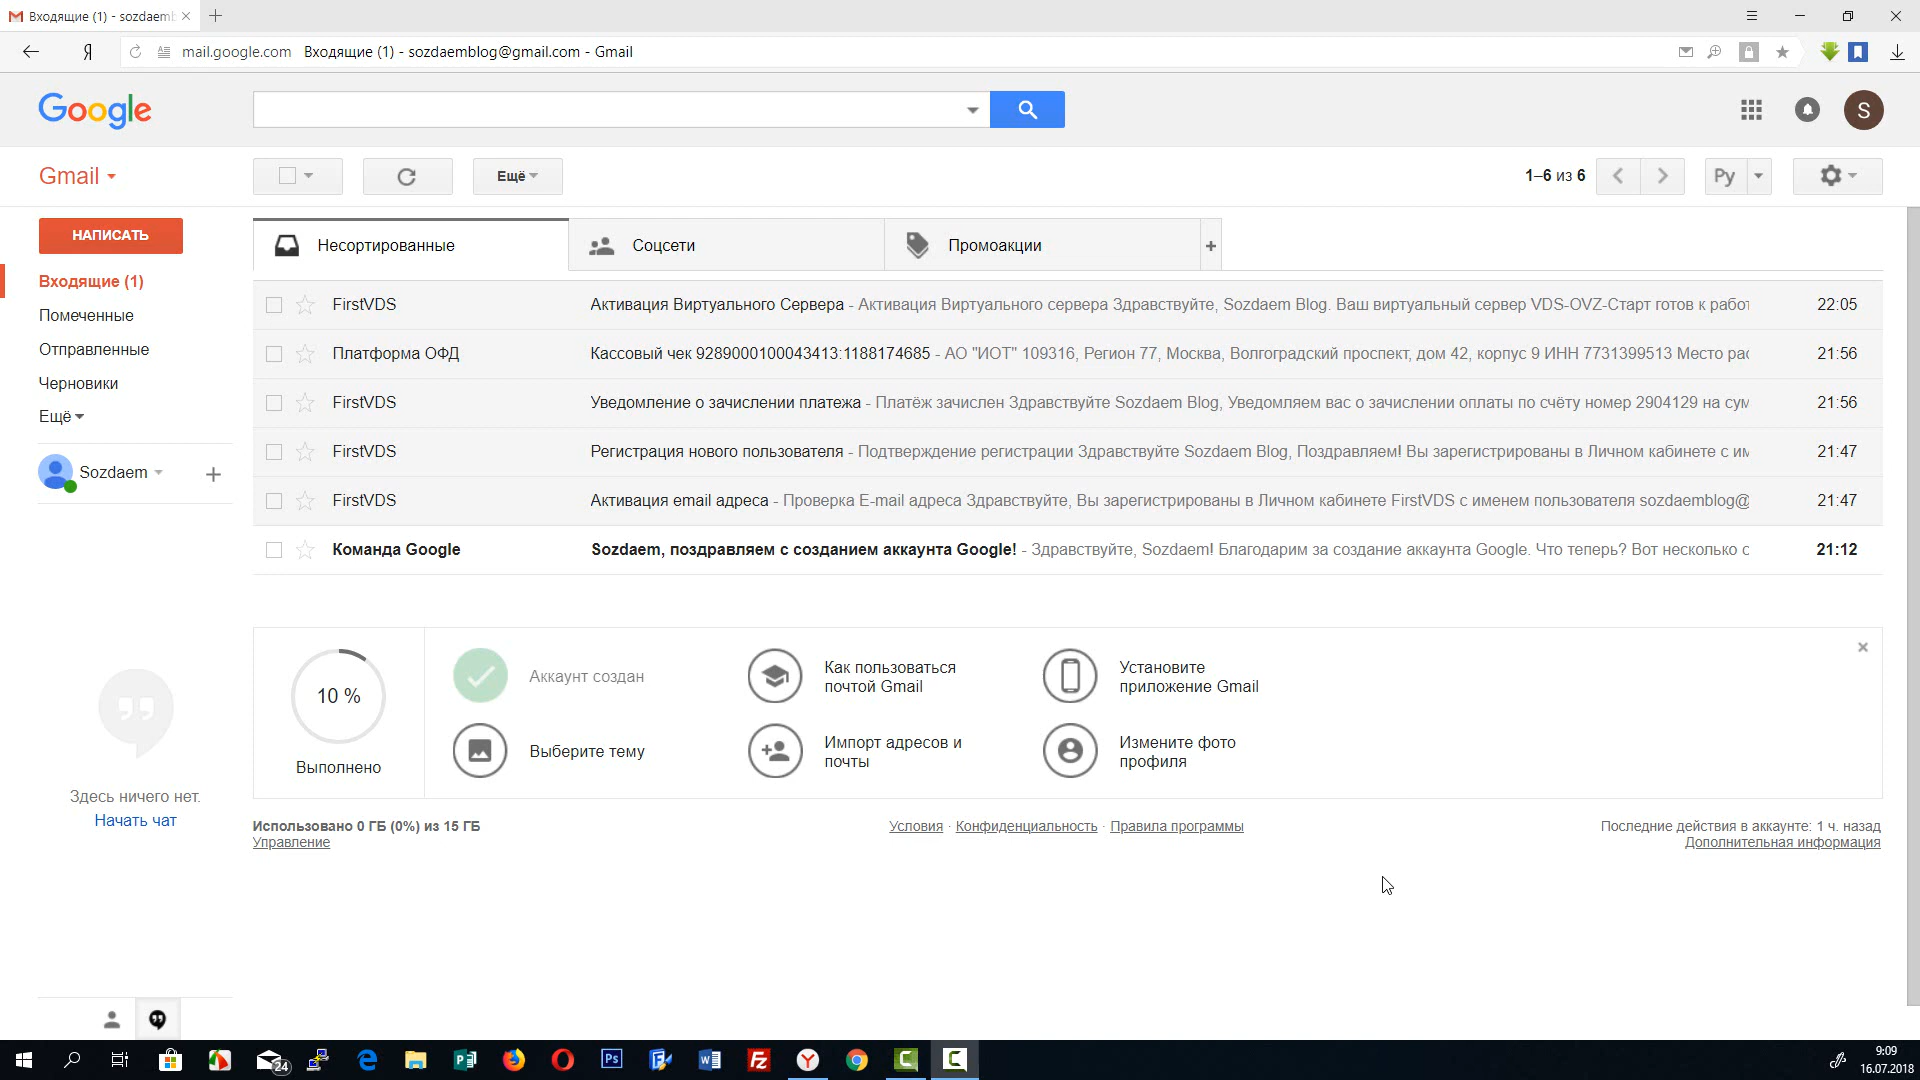 Входящие (1) - sozdaemb
Я
mail.google.com Входящие (1) - sozdaemblog@gmail.com - Gmail
Google
S
Gmail
Ещё
1–6 из 6
Ру
НАПИСАТЬ
Несортированные
Соцсети
Промоакции
+
Входящие (1)
Помеченные
Отправленные
Черновики
Ещё
Sozdaem
FirstVDS Активация Виртуального Сервера - Активация Виртуального сервера Здравствуйте, Sozdaem Blog. Ваш виртуальный сервер VDS-OVZ-Старт готов к работ 22:05
Платформа ОФД Кассовый чек 9289000100043413:1188174685 - АО "ИОТ" 109316, Регион 77, Москва, Волгоградский проспект, дом 42, корпус 9 ИНН 7731399513 Место рас 21:56
FirstVDS Уведомление о зачислении платежа - Платёж зачислен Здравствуйте Sozdaem Blog, Уведомляем вас о зачислении оплаты по счёту номер 2904129 на сум 21:56
FirstVDS Регистрация нового пользователя - Подтверждение регистрации Здравствуйте Sozdaem Blog, Поздравляем! Вы зарегистрированы в Личном кабинете с им 21:47
FirstVDS Активация email адреса - Проверка E-mail адреса Здравствуйте, Вы зарегистрированы в Личном кабинете FirstVDS с именем пользователя sozdaemblog@ 21:47
Команда Google Sozdaem, поздравляем с созданием аккаунта Google! - Здравствуйте, Sozdaem! Благодарим за создание аккаунта Google. Что теперь? Вот несколько с 21:12
10 %
Выполнено
Аккаунт создан
Как пользоваться
почтой Gmail
Установите
приложение Gmail
Выберите тему
Импорт адресов и
почты
Измените фото
профиля
Здесь ничего нет.
Начать чат
Использовано 0 ГБ (0%) из 15 ГБ
Управление
Условия · Конфиденциальность · Правила программы
Последние действия в аккаунте: 1 ч. назад
Дополнительная информация
24
Ps
9:09
16.07.2018